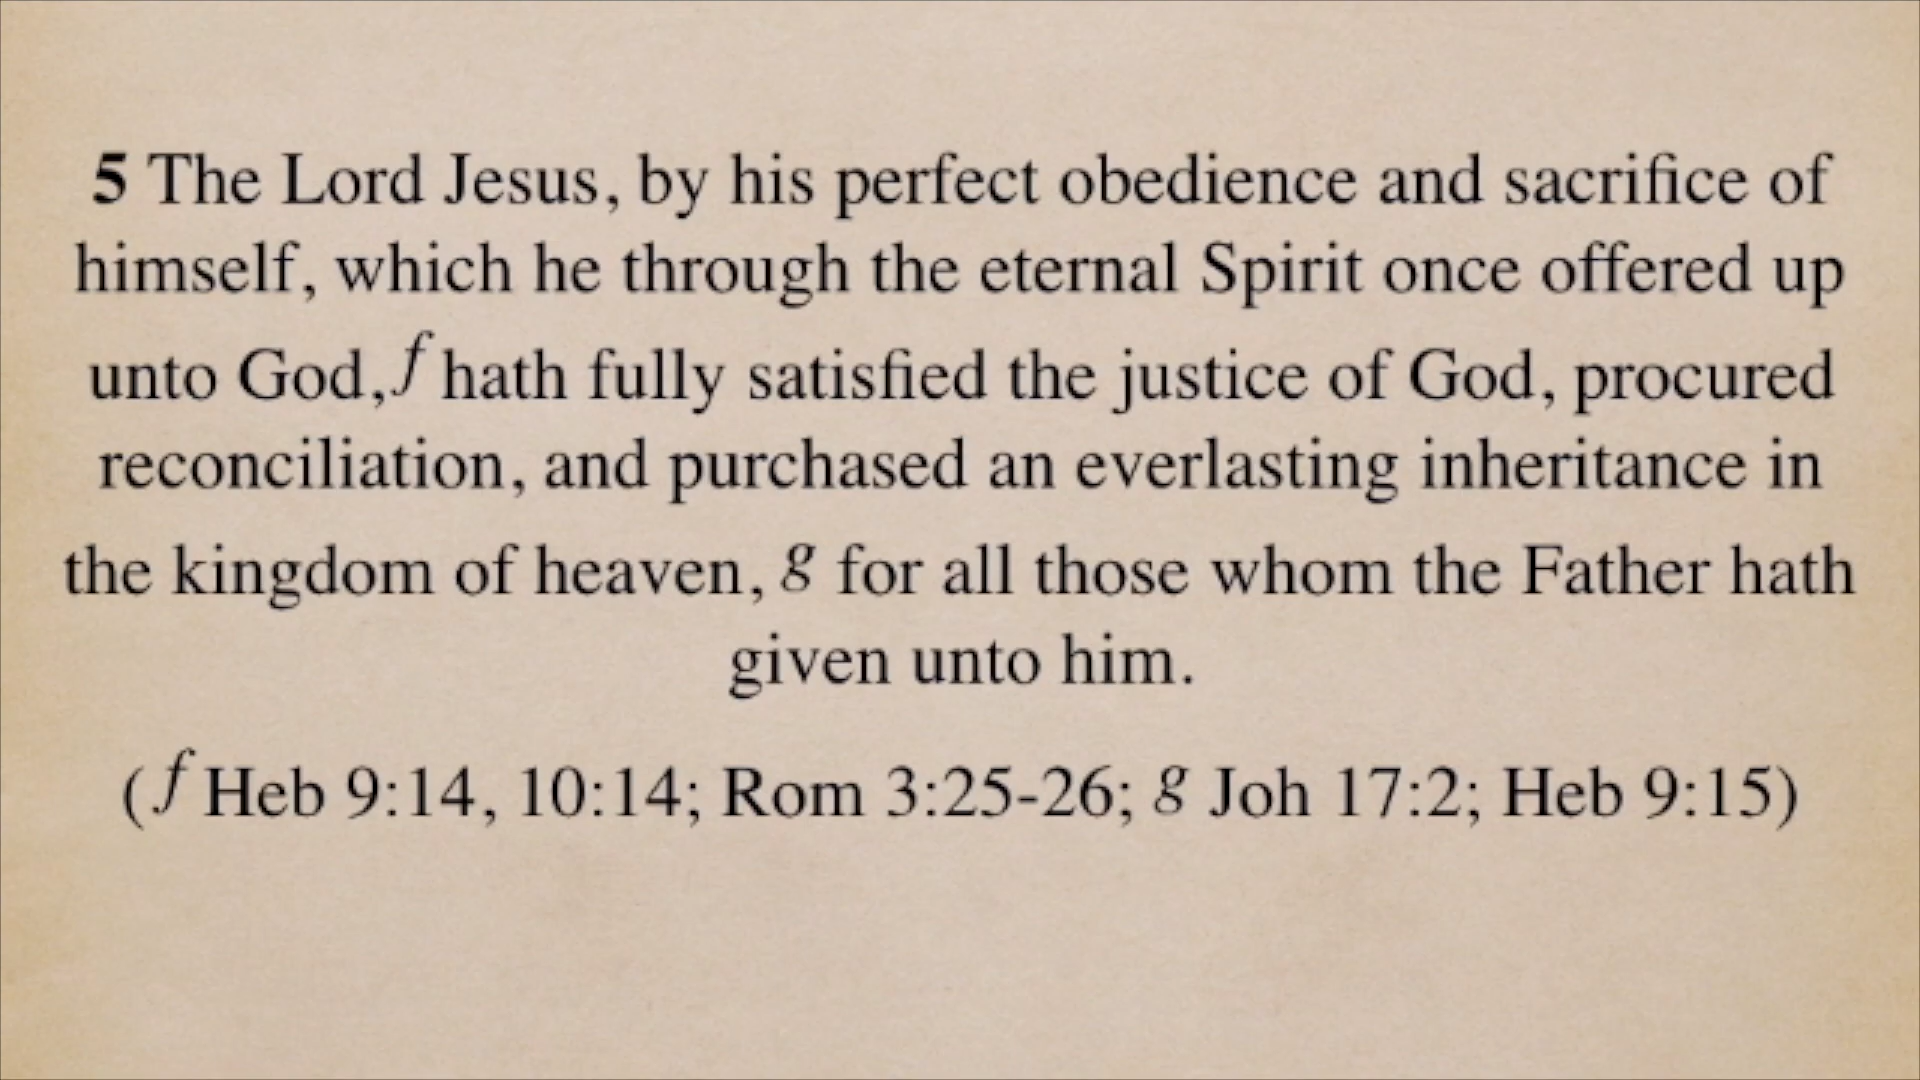 5 The Lord Jesus, by his perfect obedience and sacrifice of
himself, which he through the eternal Spirit once offered up
unto God,f hath fully satisfied the justice of God, procured
reconciliation, and purchased an everlasting inheritance in
the kingdom of heaven, g for all those whom the Father hath
given unto him.
(f Heb 9:14, 10:14; Rom 3:25-26; g Joh 17:2; Heb 9:15)